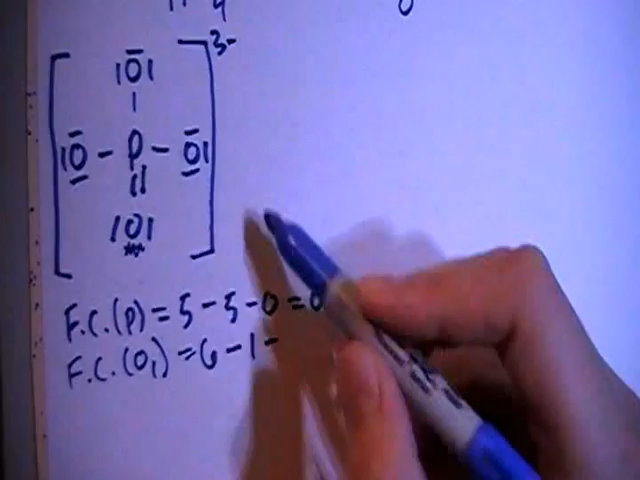 3-
|O|
|O - P - O|
||
|O|
F.C.(P) = 5 - 5 - 0 = 0
F.C.(O₁) = 6 - 1 -